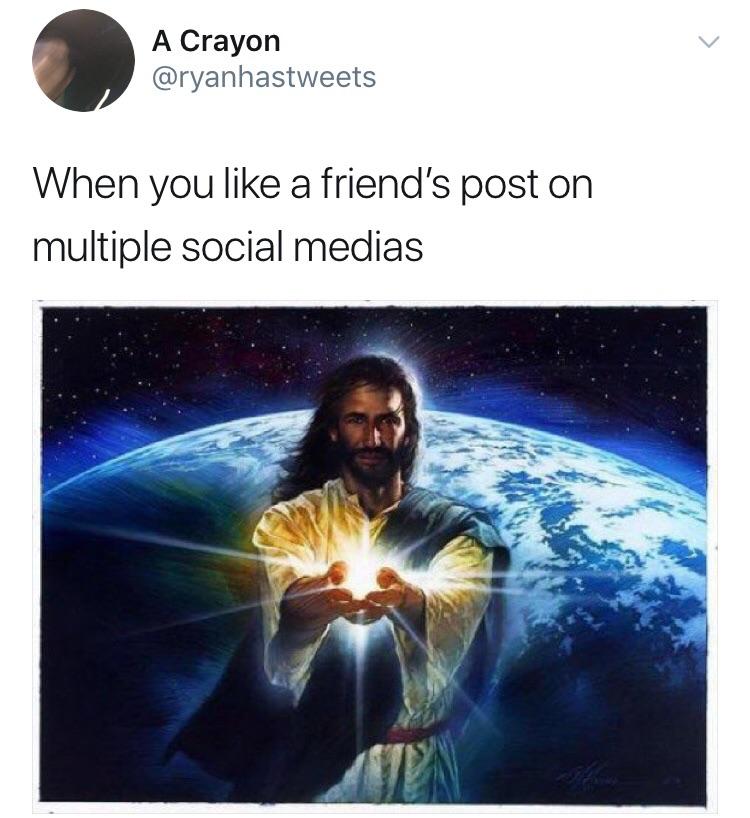 A Crayon
@ryanhastweets
When you like a friend's post on
multiple social medias